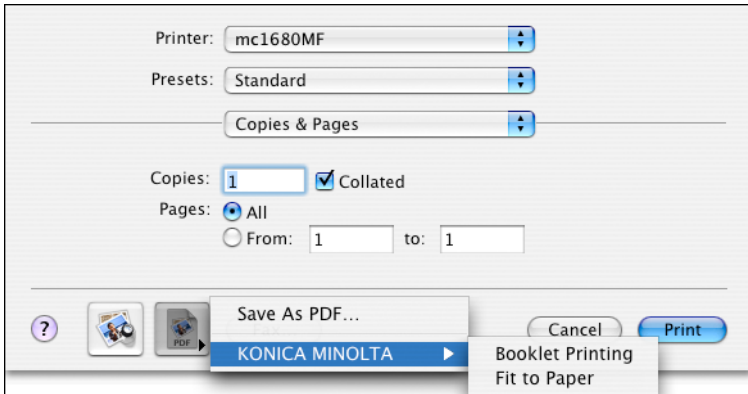 Printer: mc1680MF
Presets: Standard
Copies & Pages
Copies: 1 Collated
Pages: All
From: 1 to: 1
? PDF Save As PDF... Cancel Print
KONICA MINOLTA Booklet Printing
Fit to Paper